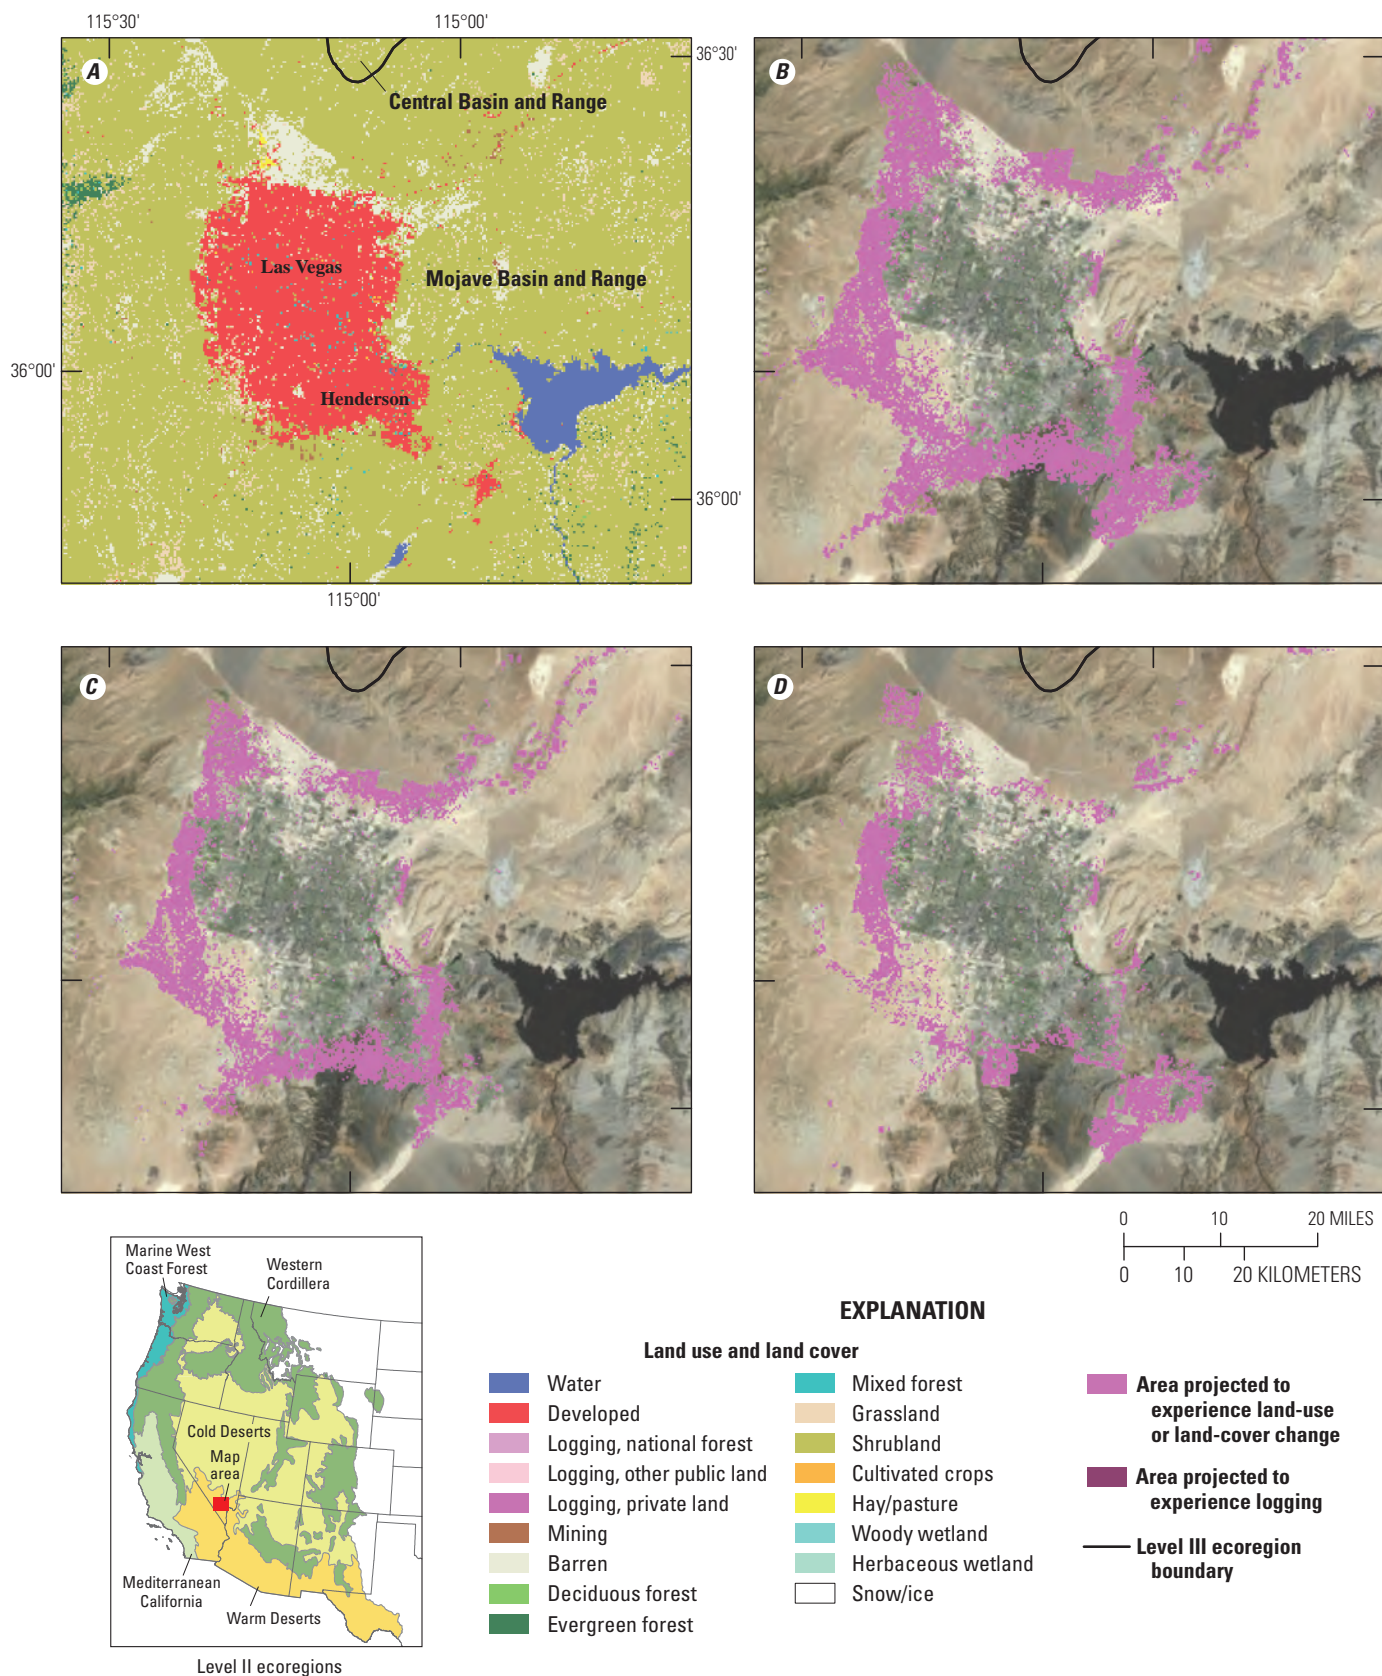 115°30'
115°00'
A
Central Basin and Range
36°30'
B
Las Vegas
Mojave Basin and Range
36°00'
Henderson
36°00'
115°00'
C
D
0 10 20 MILES
0 10 20 KILOMETERS
Marine West
Coast Forest
Western
Cordillera
Cold Deserts
Map
area
Mediterranean
California
Warm Deserts
Level II ecoregions
EXPLANATION
Land use and land cover
Water
Developed
Logging, national forest
Logging, other public land
Logging, private land
Mining
Barren
Deciduous forest
Evergreen forest
Mixed forest
Grassland
Shrubland
Cultivated crops
Hay/pasture
Woody wetland
Herbaceous wetland
Snow/ice
Area projected to
experience land-use
or land-cover change
Area projected to
experience logging
Level III ecoregion
boundary